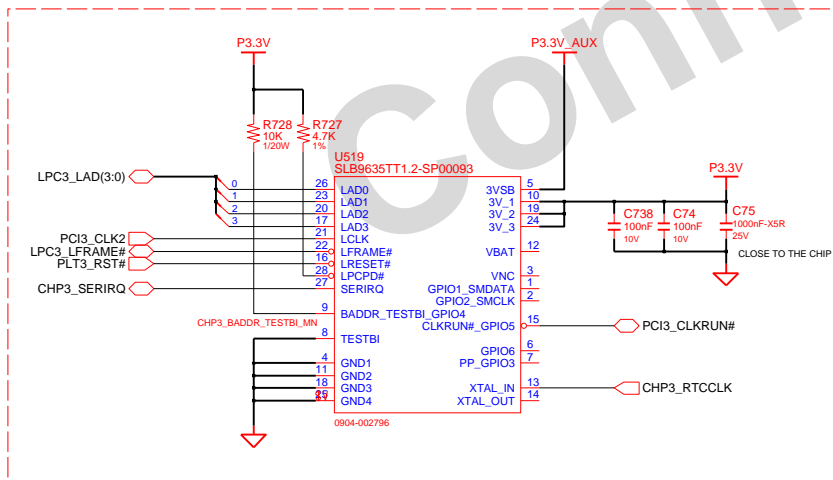 Conf
P3.3V
P3.3V_AUX
R728
10K
1/20W
R727
4.7K
1%
U519
SLB9635TT1.2-SP00093
P3.3V
LPC3_LAD(3:0)
0
1
2
3
26 LAD0
23 LAD1
20 LAD2
17 LAD3
PCI3_CLK2 21 LCLK
LPC3_LFRAME# 22 LFRAME#
PLT3_RST# 16 LRESET#
28 LPCPD#
CHP3_SERIRQ 27 SERIRQ
9 BADDR_TESTBI_GPIO4
CHP3_BADDR_TESTBI_MN
8 TESTBI
4 GND1
11 GND2
18 GND3
25 GND4
3VSB 5
3V_1 10
3V_2 19
3V_3 24
VBAT 12
VNC 3
GPIO1_SMDATA 1
GPIO2_SMCLK 2
CLKRUN#_GPIO5 15 PCI3_CLKRUN#
GPIO6 6
PP_GPIO3 7
XTAL_IN 13 CHP3_RTCCLK
XTAL_OUT 14
C738
100nF
10V
C74
100nF
10V
C75
1000nF-X5R
25V
CLOSE TO THE CHIP
0904-002796